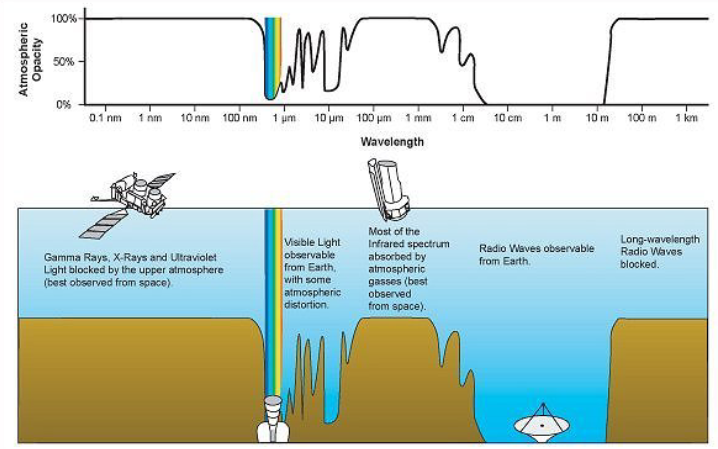 Atmospheric
Opacity
100%
50%
0%
0.1 nm 1 nm 10 nm 100 nm 1 µm 10 µm 100 µm 1 mm 1 cm 10 cm 1 m 10 m 100 m 1 km
Wavelength
Gamma Rays, X-Rays and Ultraviolet
Light blocked by the upper atmosphere
(best observed from space).
Visible Light
observable
from Earth,
with some
atmospheric
distortion.
Most of the
Infrared spectrum
absorbed by
atmospheric
gasses (best
observed
from space).
Radio Waves observable
from Earth.
Long-wavelength
Radio Waves
blocked.